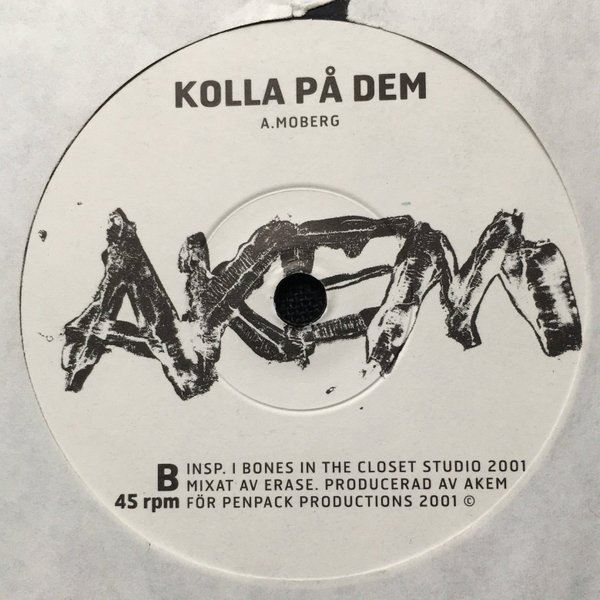 KOLLA PÅ DEM
A.MOBERG
AKEM
B
45 rpm
INSP. I BONES IN THE CLOSET STUDIO 2001
MIXAT AV ERASE. PRODUCERAD AV AKEM
FÖR PENPACK PRODUCTIONS 2001 ©